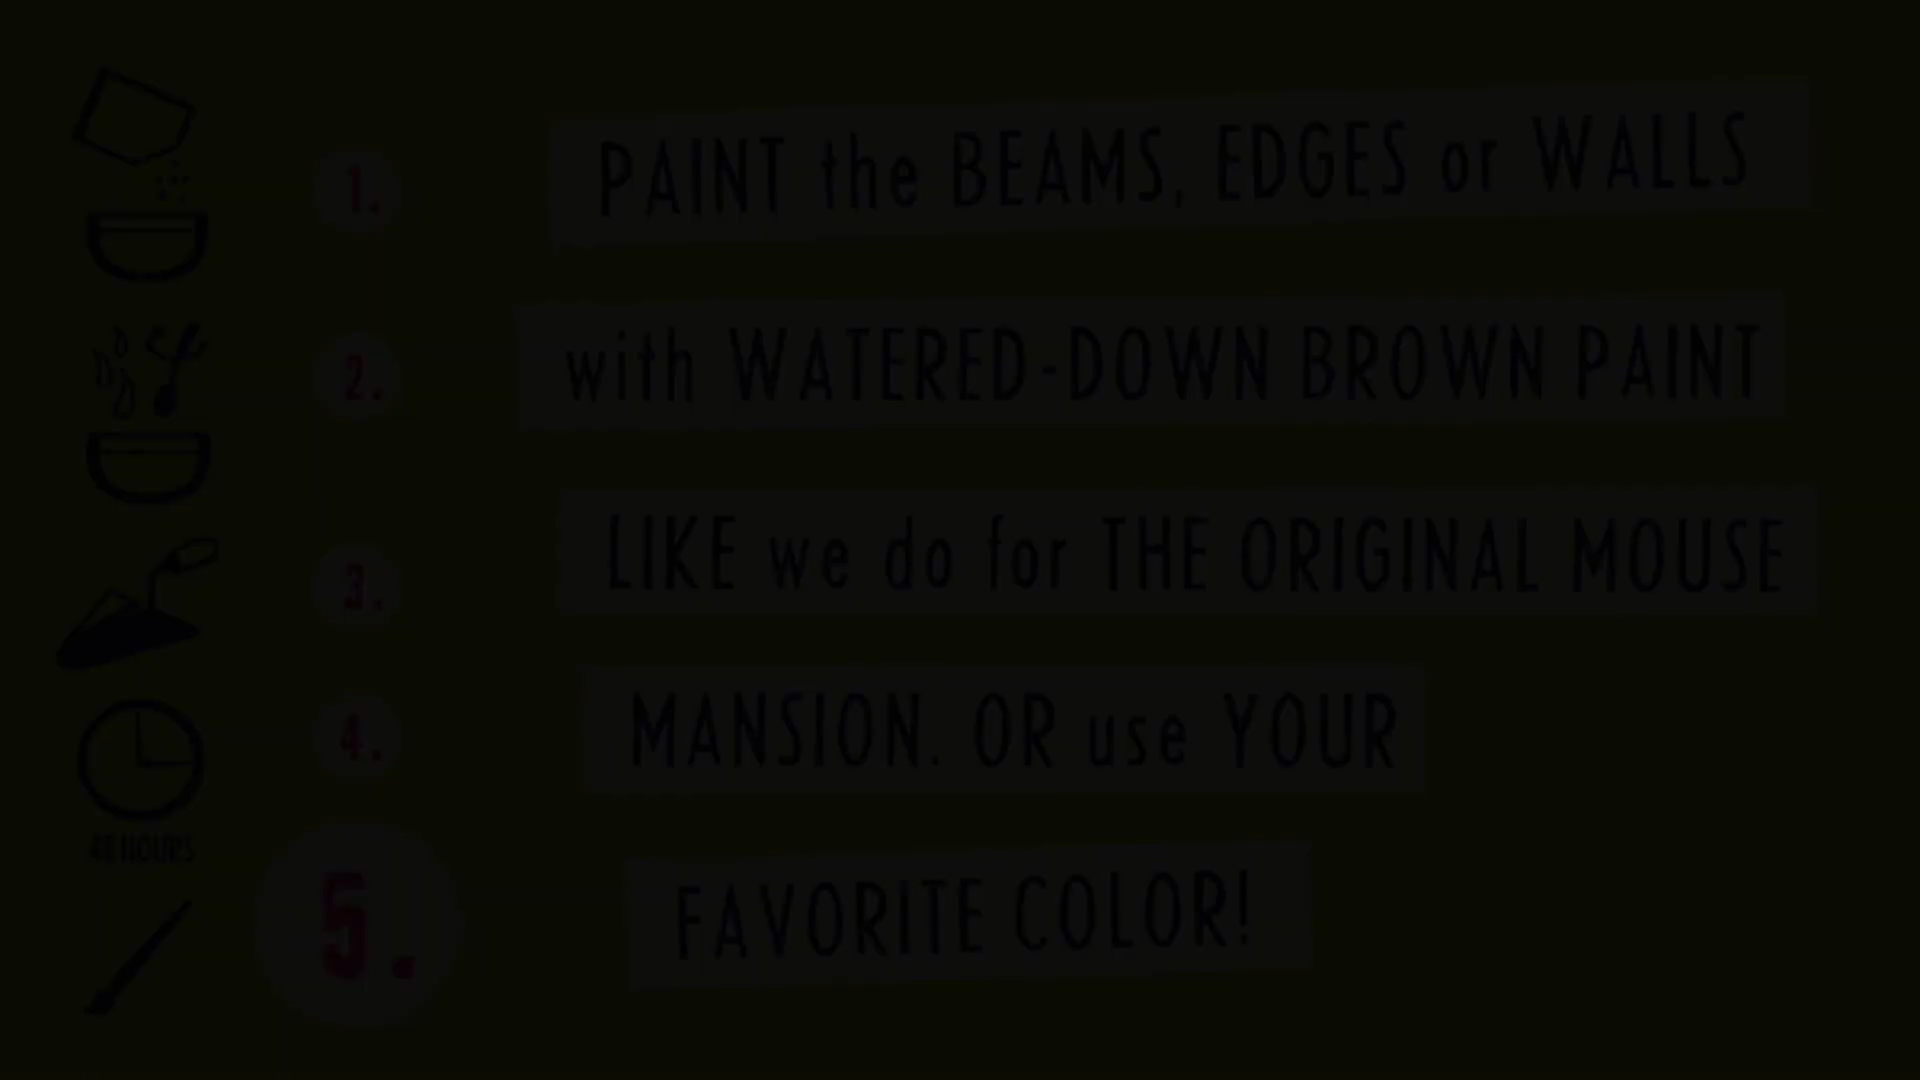 1. PAINT the BEAMS, EDGES or WALLS
2. with WATERED-DOWN BROWN PAINT
3. LIKE we do for THE ORIGINAL MOUSE
4. MANSION. OR use YOUR
48 HOURS
5. FAVORITE COLOR!